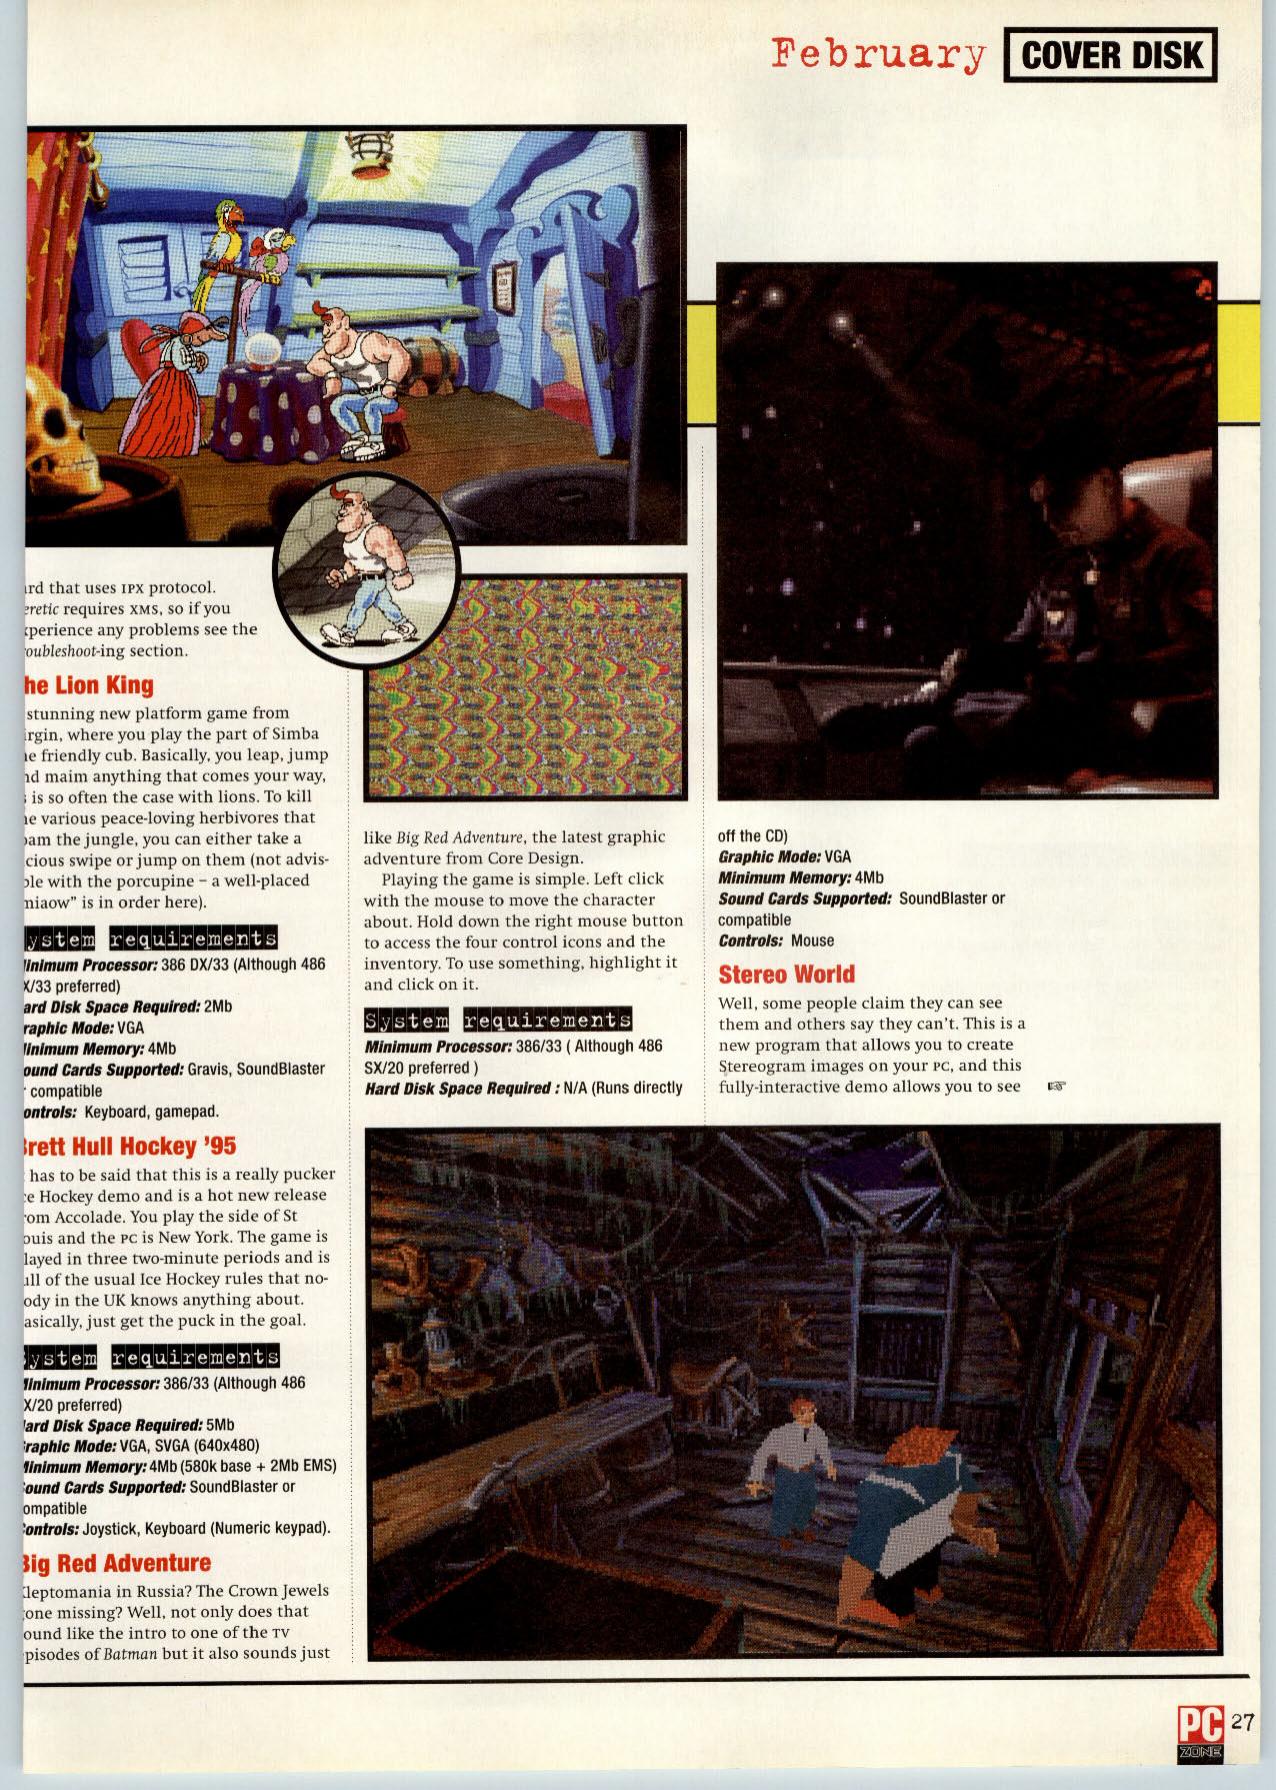 February COVER DISK
ard that uses IPX protocol.
eretic requires XMS, so if you
xperience any problems see the
oubleshoot-ing section.
he Lion King
stunning new platform game from
irgin, where you play the part of Simba
e friendly cub. Basically, you leap, jump
nd maim anything that comes your way,
s is so often the case with lions. To kill
e various peace-loving herbivores that
oam the jungle, you can either take a
icious swipe or jump on them (not advis-
ble with the porcupine – a well-placed
miaow” is in order here).
ystem requirements
inimum Processor: 386 DX/33 (Although 486
X/33 preferred)
ard Disk Space Required: 2Mb
raphic Mode: VGA
inimum Memory: 4Mb
ound Cards Supported: Gravis, SoundBlaster
r compatible
ontrols: Keyboard, gamepad.
Brett Hull Hockey ’95
has to be said that this is a really pucker
ce Hockey demo and is a hot new release
rom Accolade. You play the side of St
ouis and the PC is New York. The game is
layed in three two-minute periods and is
ull of the usual Ice Hockey rules that no-
ody in the UK knows anything about.
asically, just get the puck in the goal.
System requirements
inimum Processor: 386/33 (Although 486
X/20 preferred)
ard Disk Space Required: 5Mb
raphic Mode: VGA, SVGA (640x480)
inimum Memory: 4Mb (580k base + 2Mb EMS)
ound Cards Supported: SoundBlaster or
ompatible
ontrols: Joystick, Keyboard (Numeric keypad).
Big Red Adventure
Kleptomania in Russia? The Crown Jewels
one missing? Well, not only does that
ound like the intro to one of the TV
pisodes of Batman but it also sounds just
like Big Red Adventure, the latest graphic
adventure from Core Design.
Playing the game is simple. Left click
with the mouse to move the character
about. Hold down the right mouse button
to access the four control icons and the
inventory. To use something, highlight it
and click on it.
System requirements
Minimum Processor: 386/33 ( Although 486
SX/20 preferred )
Hard Disk Space Required : N/A (Runs directly
off the CD)
Graphic Mode: VGA
Minimum Memory: 4Mb
Sound Cards Supported: SoundBlaster or
compatible
Controls: Mouse
Stereo World
Well, some people claim they can see
them and others say they can’t. This is a
new program that allows you to create
Stereogram images on your PC, and this
fully-interactive demo allows you to see
PC ZONE 27